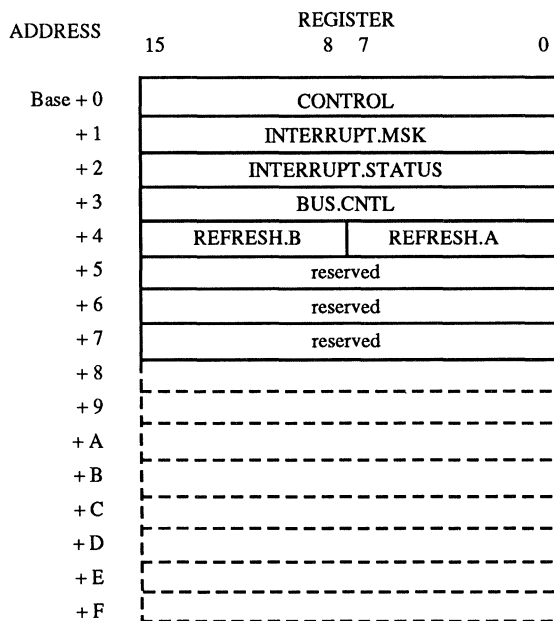 REGISTER
ADDRESS
15 8 7 0
Base + 0 CONTROL
+ 1 INTERRUPT.MSK
+ 2 INTERRUPT.STATUS
+ 3 BUS.CNTL
+ 4 REFRESH.B REFRESH.A
+ 5 reserved
+ 6 reserved
+ 7 reserved
+ 8
+ 9
+ A
+ B
+ C
+ D
+ E
+ F